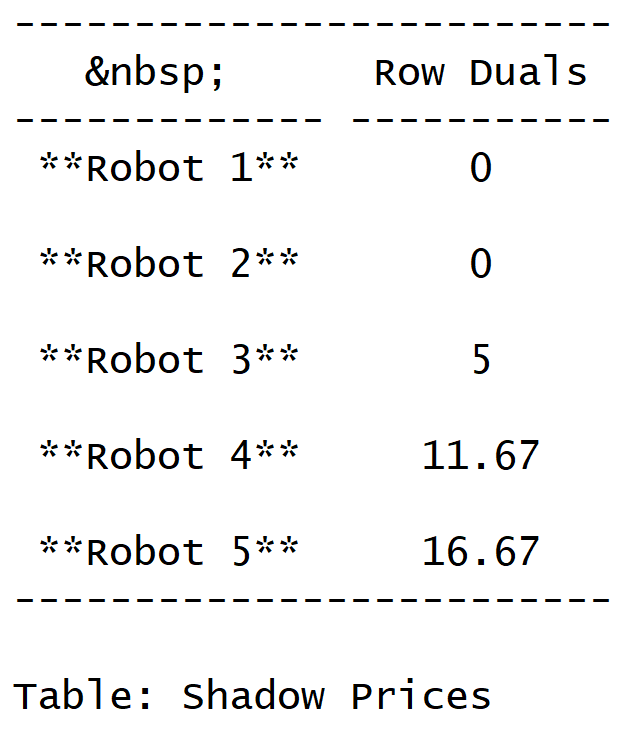 -------------------------
   &nbsp;      Row Duals
------------- -----------
 **Robot 1**       0

 **Robot 2**       0

 **Robot 3**       5

 **Robot 4**     11.67

 **Robot 5**     16.67
-------------------------

Table: Shadow Prices